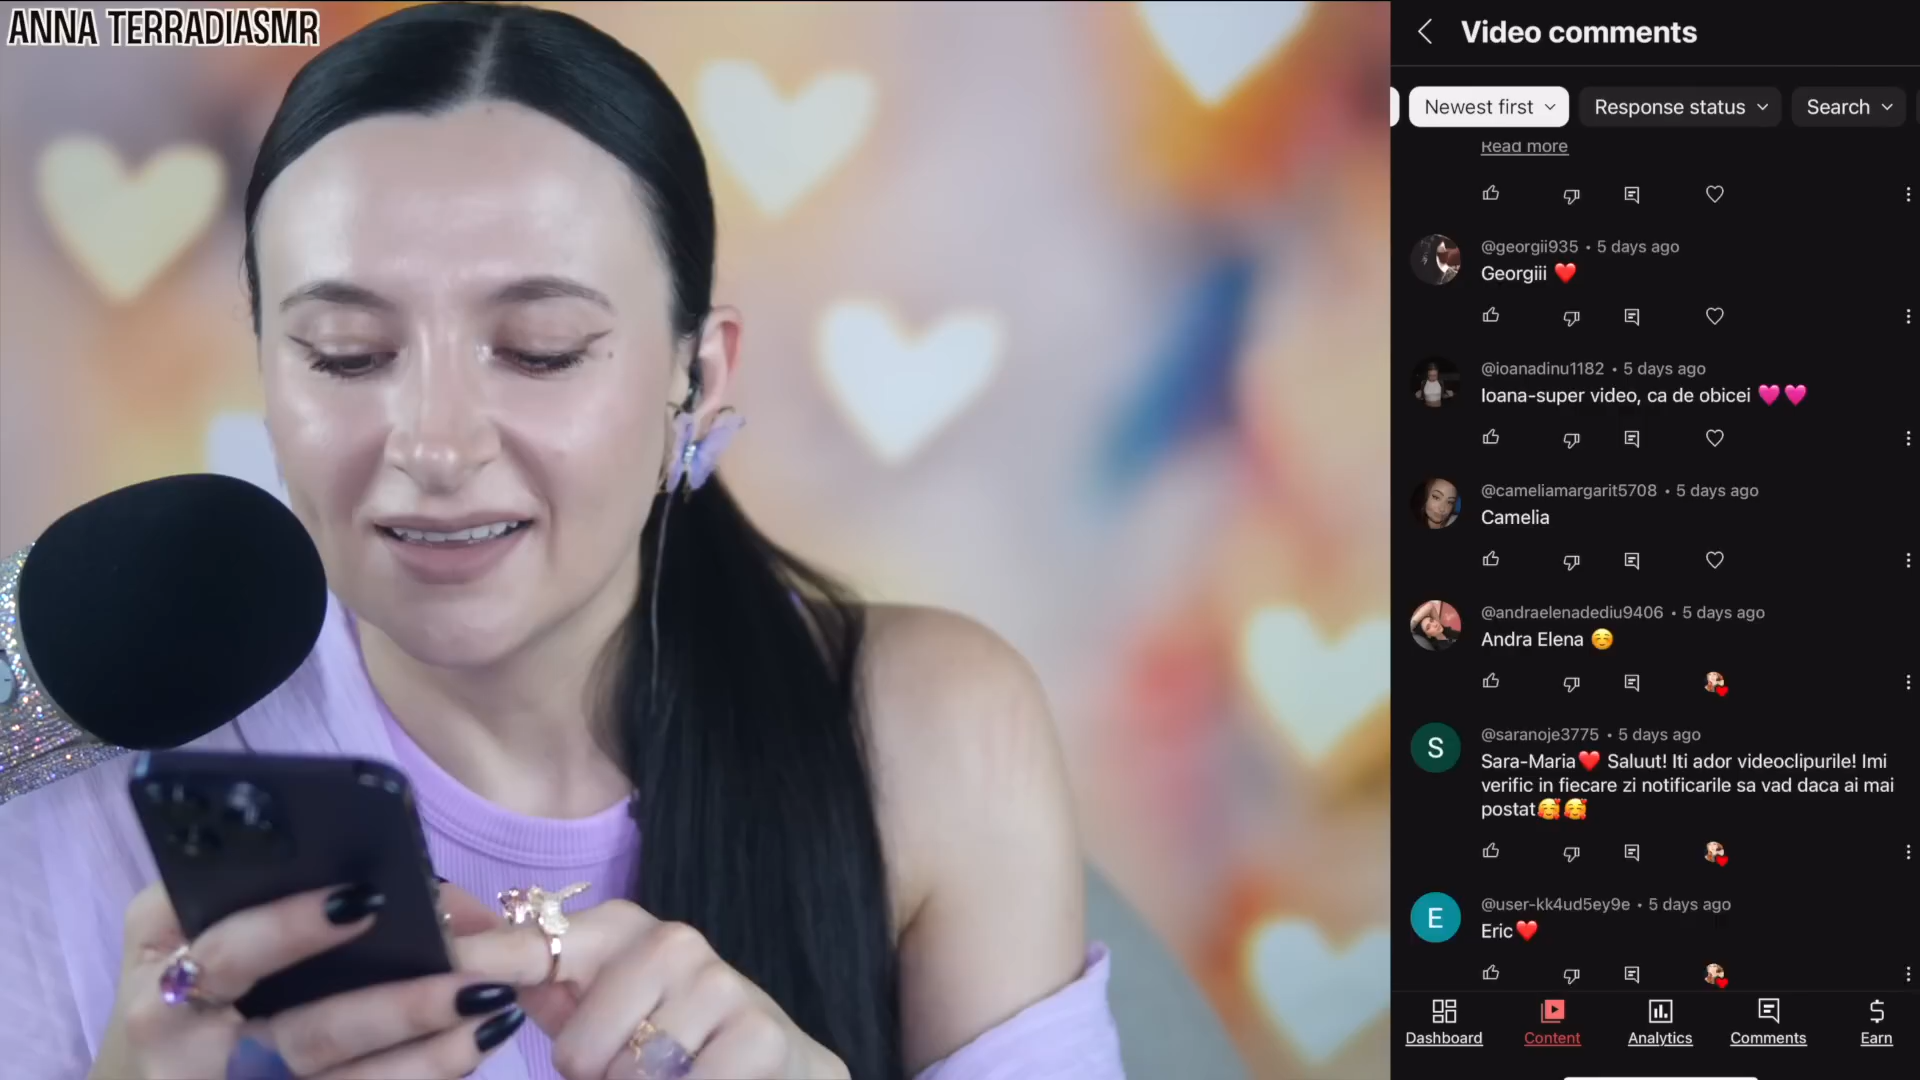 ANNA TERRADIASMR
Video comments
Newest first
Response status
Search
Read more
@georgii935 • 5 days ago
Georgiii ❤️
@ioanadinu1182 • 5 days ago
Ioana-super video, ca de obicei 💗💗
@cameliamargarit5708 • 5 days ago
Camelia
@andraelenadediu9406 • 5 days ago
Andra Elena ☺️
S
@saranoje3775 • 5 days ago
Sara-Maria❤️ Saluut! Iti ador videoclipurile! Imi
verific in fiecare zi notificarile sa vad daca ai mai
postat🥰🥰
E
@user-kk4ud5ey9e • 5 days ago
Eric❤️
Dashboard
Content
Analytics
Comments
Earn